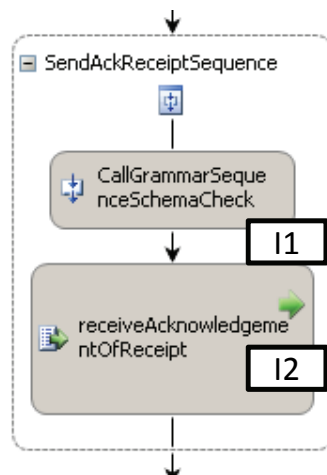 SendAckReceiptSequence
CallGrammarSeque
nceSchemaCheck
I1
receiveAcknowledgeme
ntOfReceipt
I2